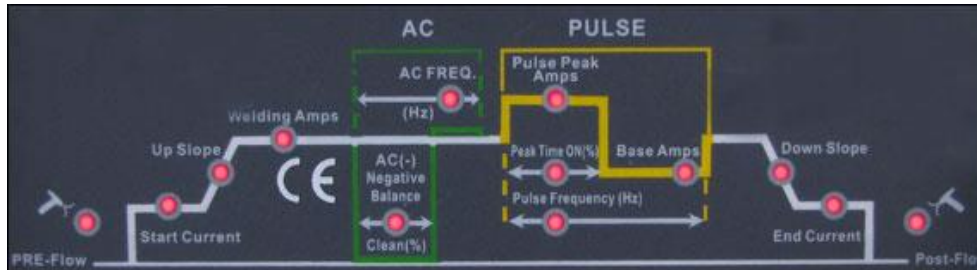 AC
PULSE
AC FREQ.
(Hz)
Pulse Peak
Amps
Welding Amps
Up Slope
CE
AC(-)
Negative
Balance
Clean(%)
Peak Time ON(%)
Base Amps
Down Slope
Pulse Frequency (Hz)
Start Current
End Current
PRE-Flow
Post-Flo